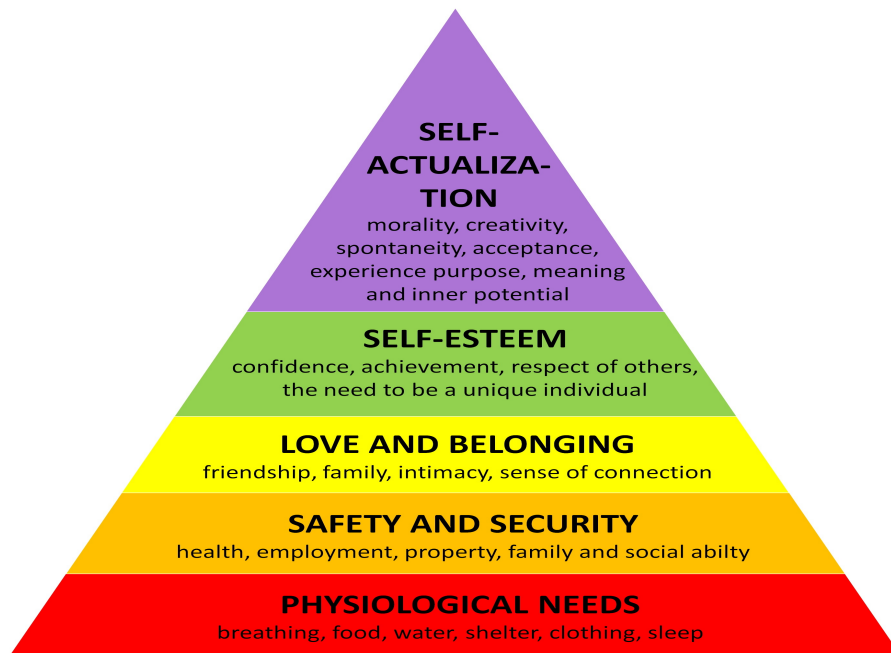 SELF-
ACTUALIZA-
TION
morality, creativity,
spontaneity, acceptance,
experience purpose, meaning
and inner potential
SELF-ESTEEM
confidence, achievement, respect of others,
the need to be a unique individual
LOVE AND BELONGING
friendship, family, intimacy, sense of connection
SAFETY AND SECURITY
health, employment, property, family and social abilty
PHYSIOLOGICAL NEEDS
breathing, food, water, shelter, clothing, sleep